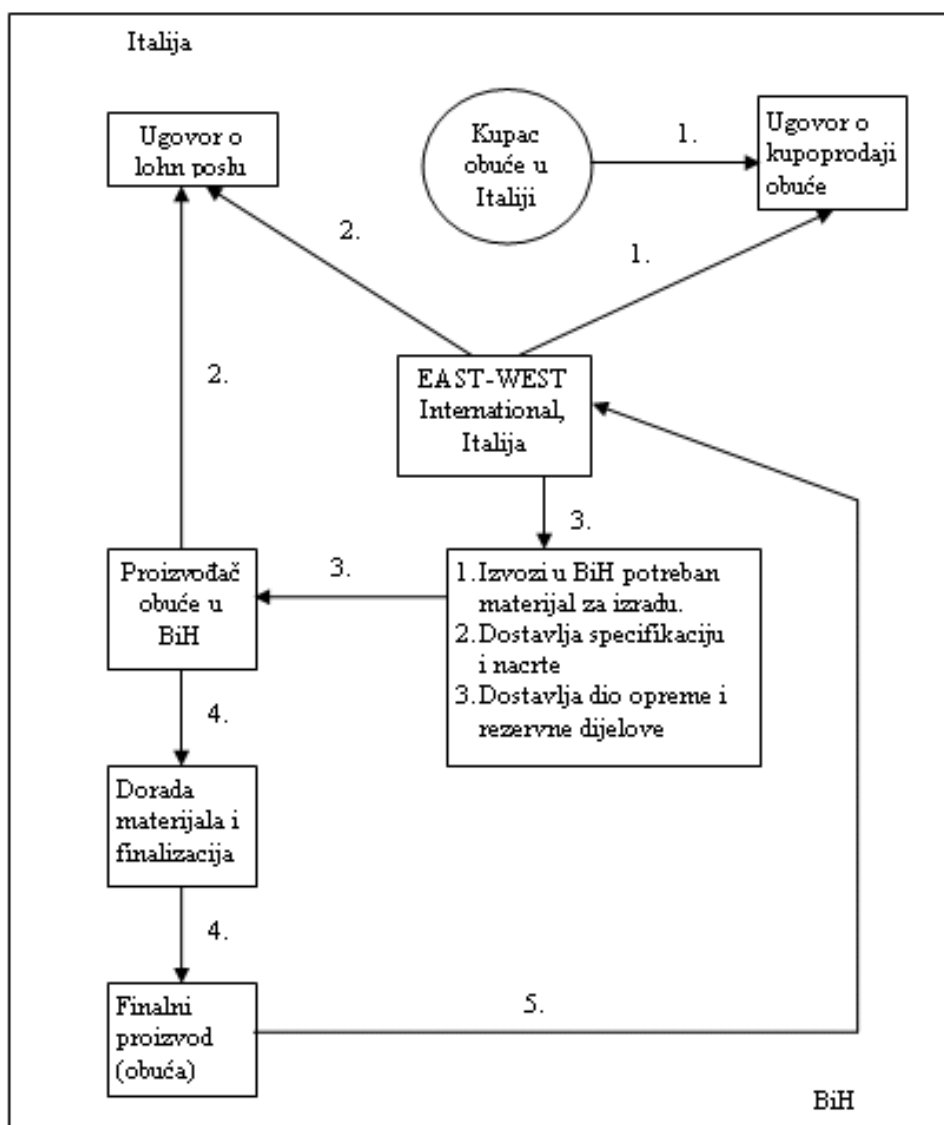 Italija
Ugovor o
lohn poslu
Kupac
obuće u
Italiji
1.
Ugovor o
kupoprodaji
obuće
2.
1.
2.
EAST-WEST
International,
Italija
3.
Proizvođač
obuće u
BiH
3.
1. Izvozi u BiH potreban
materijal za izradu.
2. Dostavlja specifikaciju
i nacrte
3. Dostavlja dio opreme i
rezervne dijelove
4.
Dorada
materijala i
finalizacija
4.
Finalni
proizvod
(obuća)
5.
BiH